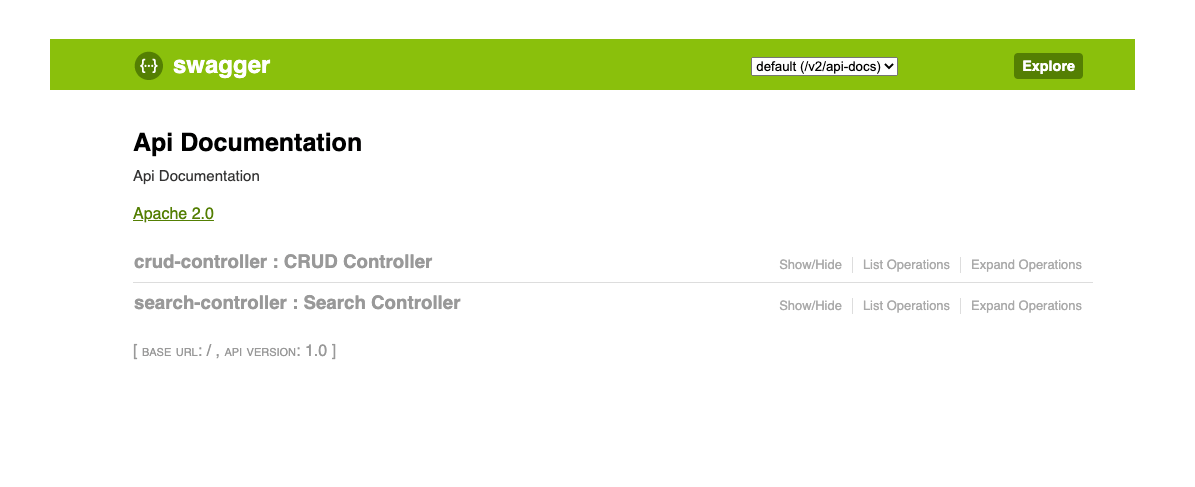 {···} swagger default (/v2/api-docs) Explore
Api Documentation
Api Documentation
Apache 2.0
crud-controller : CRUD Controller Show/Hide List Operations Expand Operations
search-controller : Search Controller Show/Hide List Operations Expand Operations
[ BASE URL: / , API VERSION: 1.0 ]